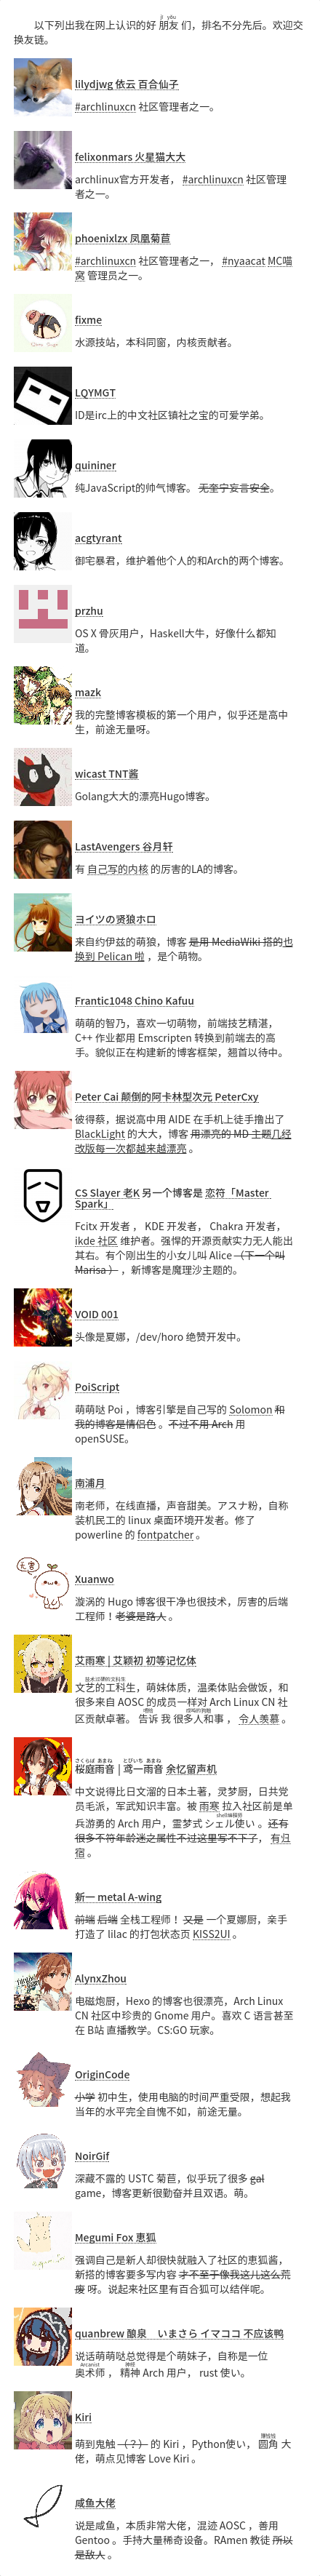 以下列出我在网上认识的好 朋友 们，排名不分先后。欢迎交
换友链。
lilydjwg 依云 百合仙子
#archlinuxcn 社区管理者之一。
felixonmars 火星猫大大
archlinux官方开发者， #archlinuxcn 社区管理
者之一。
phoenixlzx 凤凰菊苣
#archlinuxcn 社区管理者之一， #nyaacat MC喵
窝 管理员之一。
fixme
水源技站，本科同窗，内核贡献者。
LQYMGT
ID是irc上的中文社区镇社之宝的可爱学弟。
quininer
纯JavaScript的帅气博客。 无奎宁妄言安全。
acgtyrant
御宅暴君，维护着他个人的和Arch的两个博客。
przhu
OS X 骨灰用户，Haskell大牛，好像什么都知
道。
mazk
我的完整博客模板的第一个用户，似乎还是高中
生，前途无量呀。
wicast TNT酱
Golang大大的漂亮Hugo博客。
LastAvengers 谷月轩
有 自己写的内核 的厉害的LA的博客。
ヨイツの贤狼ホロ
来自约伊兹的萌狼，博客 是用 MediaWiki 搭的也
换到 Pelican 啦 ，是个萌物。
Frantic1048 Chino Kafuu
萌萌的智乃，喜欢一切萌物，前端技艺精湛，
C++ 作业都用 Emscripten 转换到前端去的高
手。貌似正在构建新的博客框架，翘首以待中。
Peter Cai 颠倒的阿卡林型次元 PeterCxy
彼得蔡，据说高中用 AIDE 在手机上徒手撸出了
BlackLight 的大大，博客 用漂亮的 MD 主题几经
改版每一次都越来越漂亮 。
CS Slayer 老K 另一个博客是 恋符「Master
Spark」
Fcitx 开发者 ， KDE 开发者， Chakra 开发者，
ikde 社区 维护者。强悍的开源贡献实力无人能出
其右。有个刚出生的小女儿叫 Alice （下一个叫
Marisa ） ，新博客是魔理沙主题的。
VOID 001
头像是夏娜，/dev/horo 绝赞开发中。
PoiScript
萌萌哒 Poi ，博客引擎是自己写的 Solomon 和
我的博客是情侣色 。 不过不用 Arch 用
openSUSE。
南浦月
南老师，在线直播，声音甜美。アスナ粉，自称
装机民工的 linux 桌面环境开发者。修了
powerline 的 fontpatcher 。
Xuanwo
漩涡的 Hugo 博客很干净也很技术，厉害的后端
工程师！老婆是路人 。
艾雨寒 | 艾颖初 初等记忆体
文艺的工科生，萌妹体质，温柔体贴会做饭，和
很多来自 AOSC 的成员一样对 Arch Linux CN 社
区贡献卓著。 告诉 我 很多人和事 ， 令人羡慕 。
桜庭雨音 | 鸢一雨音 余忆留声机
中文说得比日文溜的日本土著，灵梦厨，日共党
员毛派，军武知识丰富。被 雨寒 拉入社区前是单
兵游勇的 Arch 用户，霊梦式 シェル使い 。还有
很多不符年龄迷之属性不过这里写不下了， 有归
宿 。
新一 metal A-wing
前端 后端 全栈工程师！ 又是 一个夏娜厨，亲手
打造了 lilac 的打包状态页 KISS2UI 。
AlynxZhou
电磁炮厨，Hexo 的博客也很漂亮，Arch Linux
CN 社区中珍贵的 Gnome 用户。喜欢 C 语言甚至
在 B站 直播教学。CS:GO 玩家。
OriginCode
小学 初中生，使用电脑的时间严重受限，想起我
当年的水平完全自愧不如，前途无量。
NoirGif
深藏不露的 USTC 菊苣，似乎玩了很多 gal
game，博客更新很勤奋并且双语。萌。
Megumi Fox 恵狐
强调自己是新人却很快就融入了社区的恵狐酱，
新搭的博客要多写内容 才不至于像我这儿这么荒
废 呀。说起来社区里有百合狐可以结伴呢。
quanbrew 酿泉 いまさら イマココ 不应该鸭
说话萌萌哒总觉得是个萌妹子，自称是一位
奥术师 ， 精神 Arch 用户， rust 使い。
Kiri
萌到鬼触 （？） 的 Kiri ，Python使い， 圆角 大
佬，萌点见博客 Love Kiri 。
咸鱼大佬
说是咸鱼，本质非常大佬，混迹 AOSC ，善用
Gentoo 。手持大量稀奇设备。RAmen 教徒 所以
是敌人 。